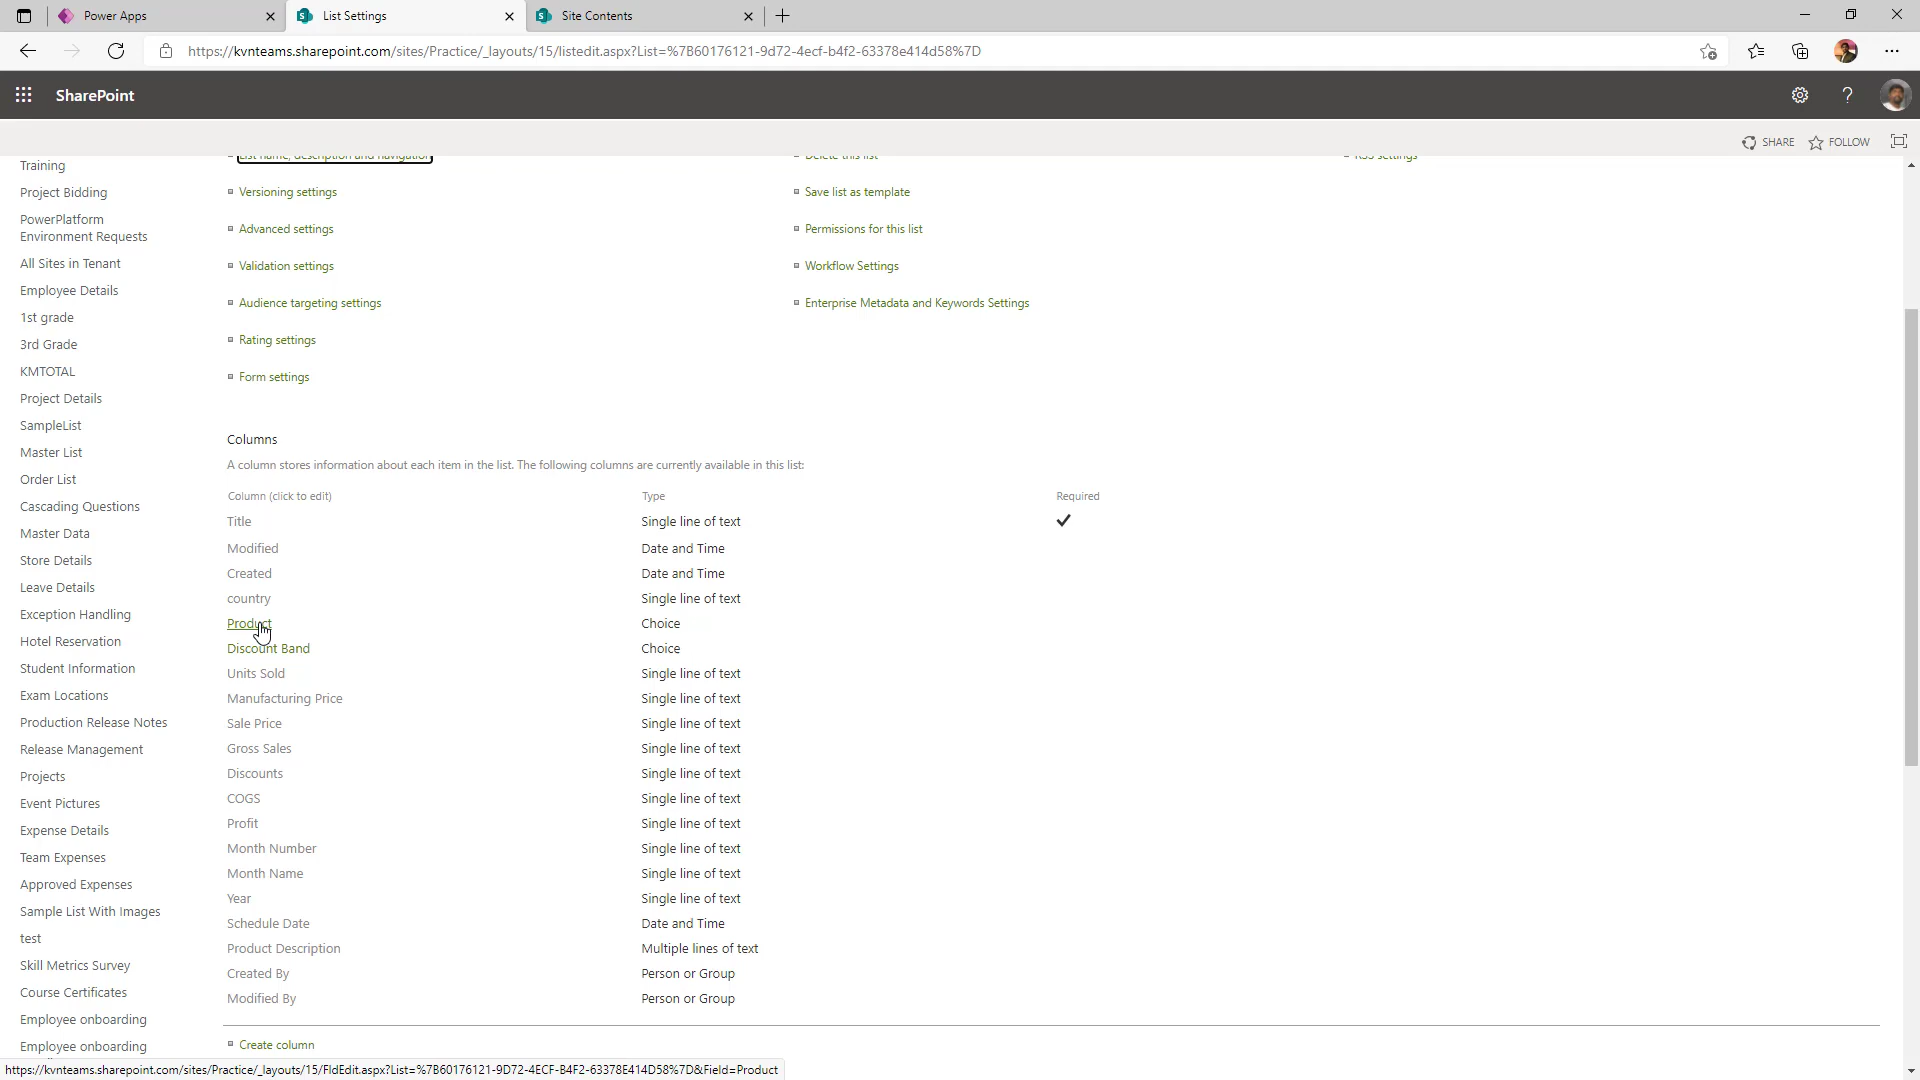 Power Apps
List Settings
Site Contents
https://kvnteams.sharepoint.com/sites/Practice/_layouts/15/listedit.aspx?List=%7B60176121-9d72-4ecf-b4f2-63378e414d58%7D
SharePoint
SHARE
FOLLOW
Training
Project Bidding
PowerPlatform
Environment Requests
All Sites in Tenant
Employee Details
1st grade
3rd Grade
KMTOTAL
Project Details
SampleList
Master List
Order List
Cascading Questions
Master Data
Store Details
Leave Details
Exception Handling
Hotel Reservation
Student Information
Exam Locations
Production Release Notes
Release Management
Projects
Event Pictures
Expense Details
Team Expenses
Approved Expenses
Sample List With Images
test
Skill Metrics Survey
Course Certificates
Employee onboarding
Employee onboarding
List name, description and navigation
Delete this list
RSS settings
Versioning settings
Save list as template
Advanced settings
Permissions for this list
Validation settings
Workflow Settings
Audience targeting settings
Enterprise Metadata and Keywords Settings
Rating settings
Form settings
Columns
A column stores information about each item in the list. The following columns are currently available in this list:
Column (click to edit) Type Required
Title Single line of text
Modified Date and Time
Created Date and Time
country Single line of text
Product Choice
Discount Band Choice
Units Sold Single line of text
Manufacturing Price Single line of text
Sale Price Single line of text
Gross Sales Single line of text
Discounts Single line of text
COGS Single line of text
Profit Single line of text
Month Number Single line of text
Month Name Single line of text
Year Single line of text
Schedule Date Date and Time
Product Description Multiple lines of text
Created By Person or Group
Modified By Person or Group
Create column
https://kvnteams.sharepoint.com/sites/Practice/_layouts/15/FldEdit.aspx?List=%7B60176121-9D72-4ECF-B4F2-63378E414D58%7D&Field=Product